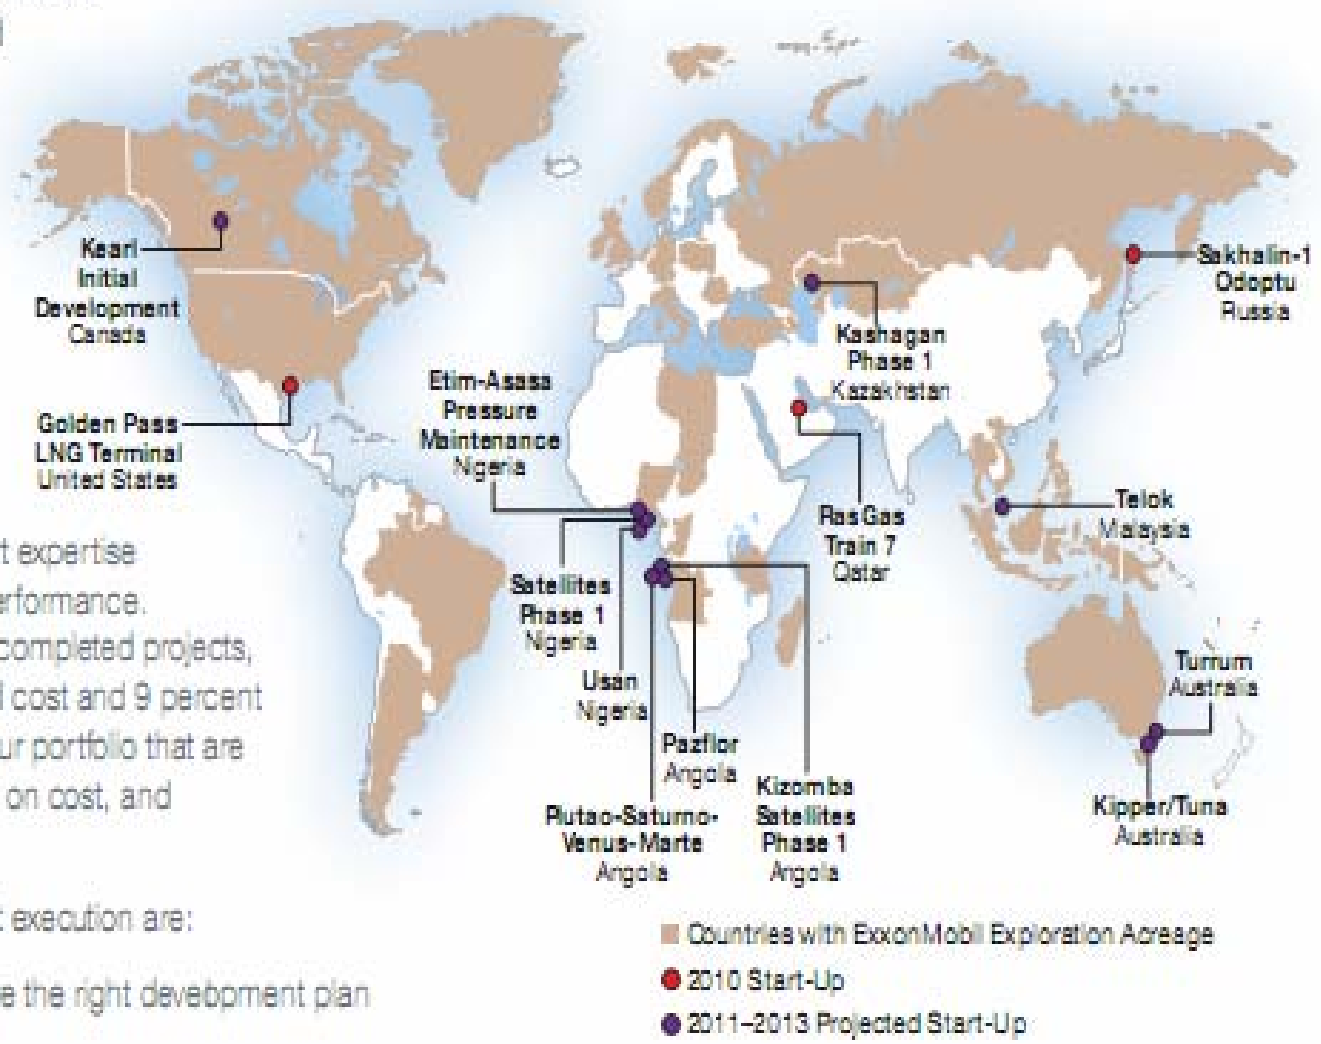 Kearl
Initial
Development
Canada
Golden Pass
LNG Terminal
United States
Etim-Asasa
Pressure
Maintenance
Nigeria
Satellites
Phase 1
Nigeria
Usan
Nigeria
Pazflor
Angola
Plutao-Saturno-
Venus-Marte
Angola
Kizomba
Satellites
Phase 1
Angola
Kashagan
Phase 1
Kazakhstan
RasGas
Train 7
Qatar
Sakhalin-1
Odoptu
Russia
Telok
Malaysia
Turrum
Australia
Kipper/Tuna
Australia
t expertise
erformance.
completed projects,
l cost and 9 percent
ur portfolio that are
on cost, and
t execution are:
e the right development plan
Countries with ExxonMobil Exploration Acreage
2010 Start-Up
2011–2013 Projected Start-Up